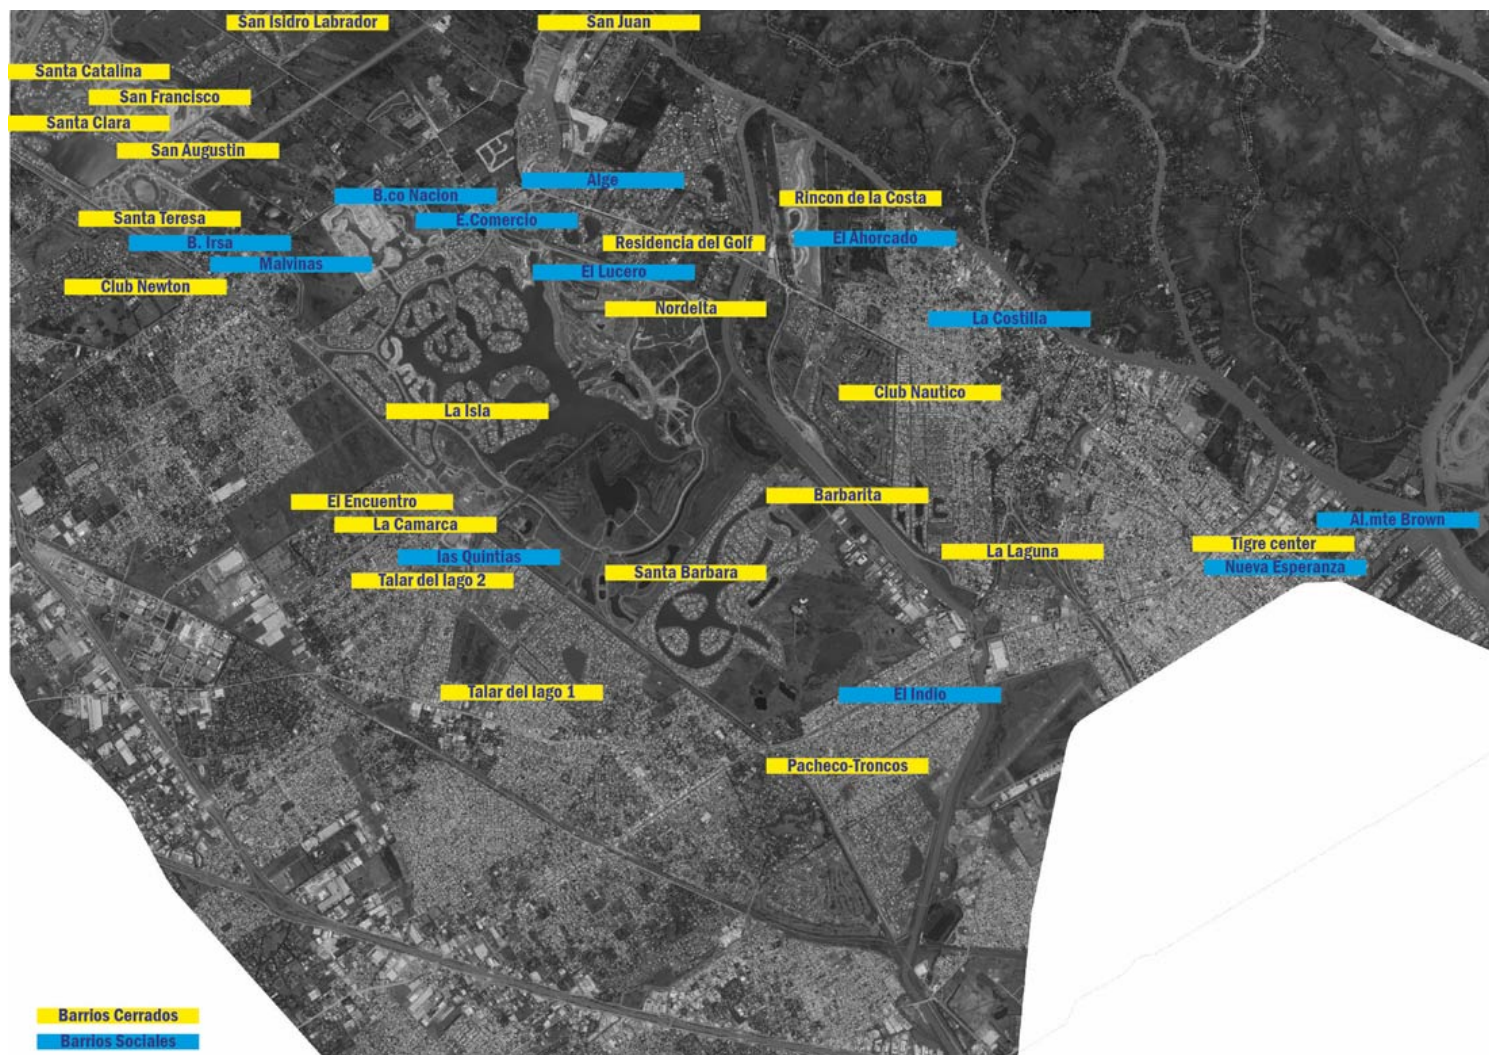 San Isidro Labrador
San Juan
Santa Catalina
San Francisco
Santa Clara
San Augustin
Alge
B.co Nacion
Rincon de la Costa
Santa Teresa
E.Comercio
El Ahorcado
B. Irsa
Residencia del Golf
Malvinas
El Lucero
Club Newton
Nordelta
La Costilla
Club Nautico
La Isla
Barbarita
El Encuentro
Al.mte Brown
La Camarca
Tigre center
La Laguna
las Quintias
Nueva Esperanza
Santa Barbara
Talar del lago 2
Talar del lago 1
El Indio
Pacheco-Troncos
Barrios Cerrados
Barrios Sociales